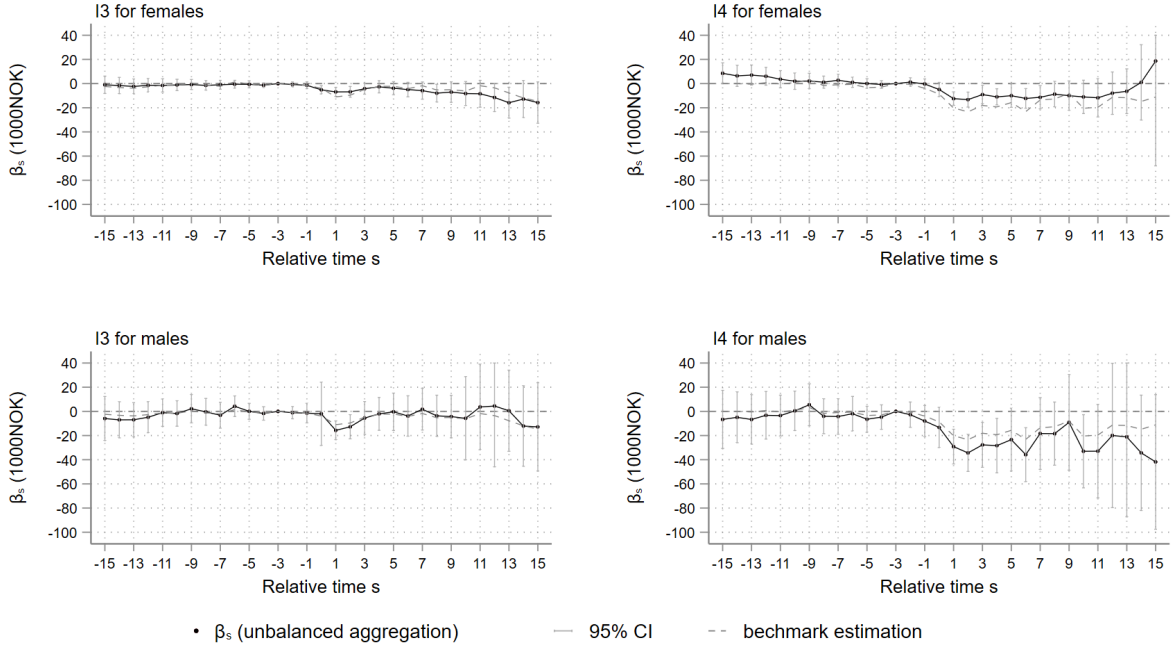 I3 for females
40
20
0
-20
-40
-60
-80
-100
βs (1000NOK)
-15 -13 -11 -9 -7 -5 -3 -1 1 3 5 7 9 11 13 15
Relative time s
I4 for females
40
20
0
-20
-40
-60
-80
-100
βs (1000NOK)
-15 -13 -11 -9 -7 -5 -3 -1 1 3 5 7 9 11 13 15
Relative time s
I3 for males
40
20
0
-20
-40
-60
-80
-100
βs (1000NOK)
-15 -13 -11 -9 -7 -5 -3 -1 1 3 5 7 9 11 13 15
Relative time s
I4 for males
40
20
0
-20
-40
-60
-80
-100
βs (1000NOK)
-15 -13 -11 -9 -7 -5 -3 -1 1 3 5 7 9 11 13 15
Relative time s
βs (unbalanced aggregation) 95% CI bechmark estimation